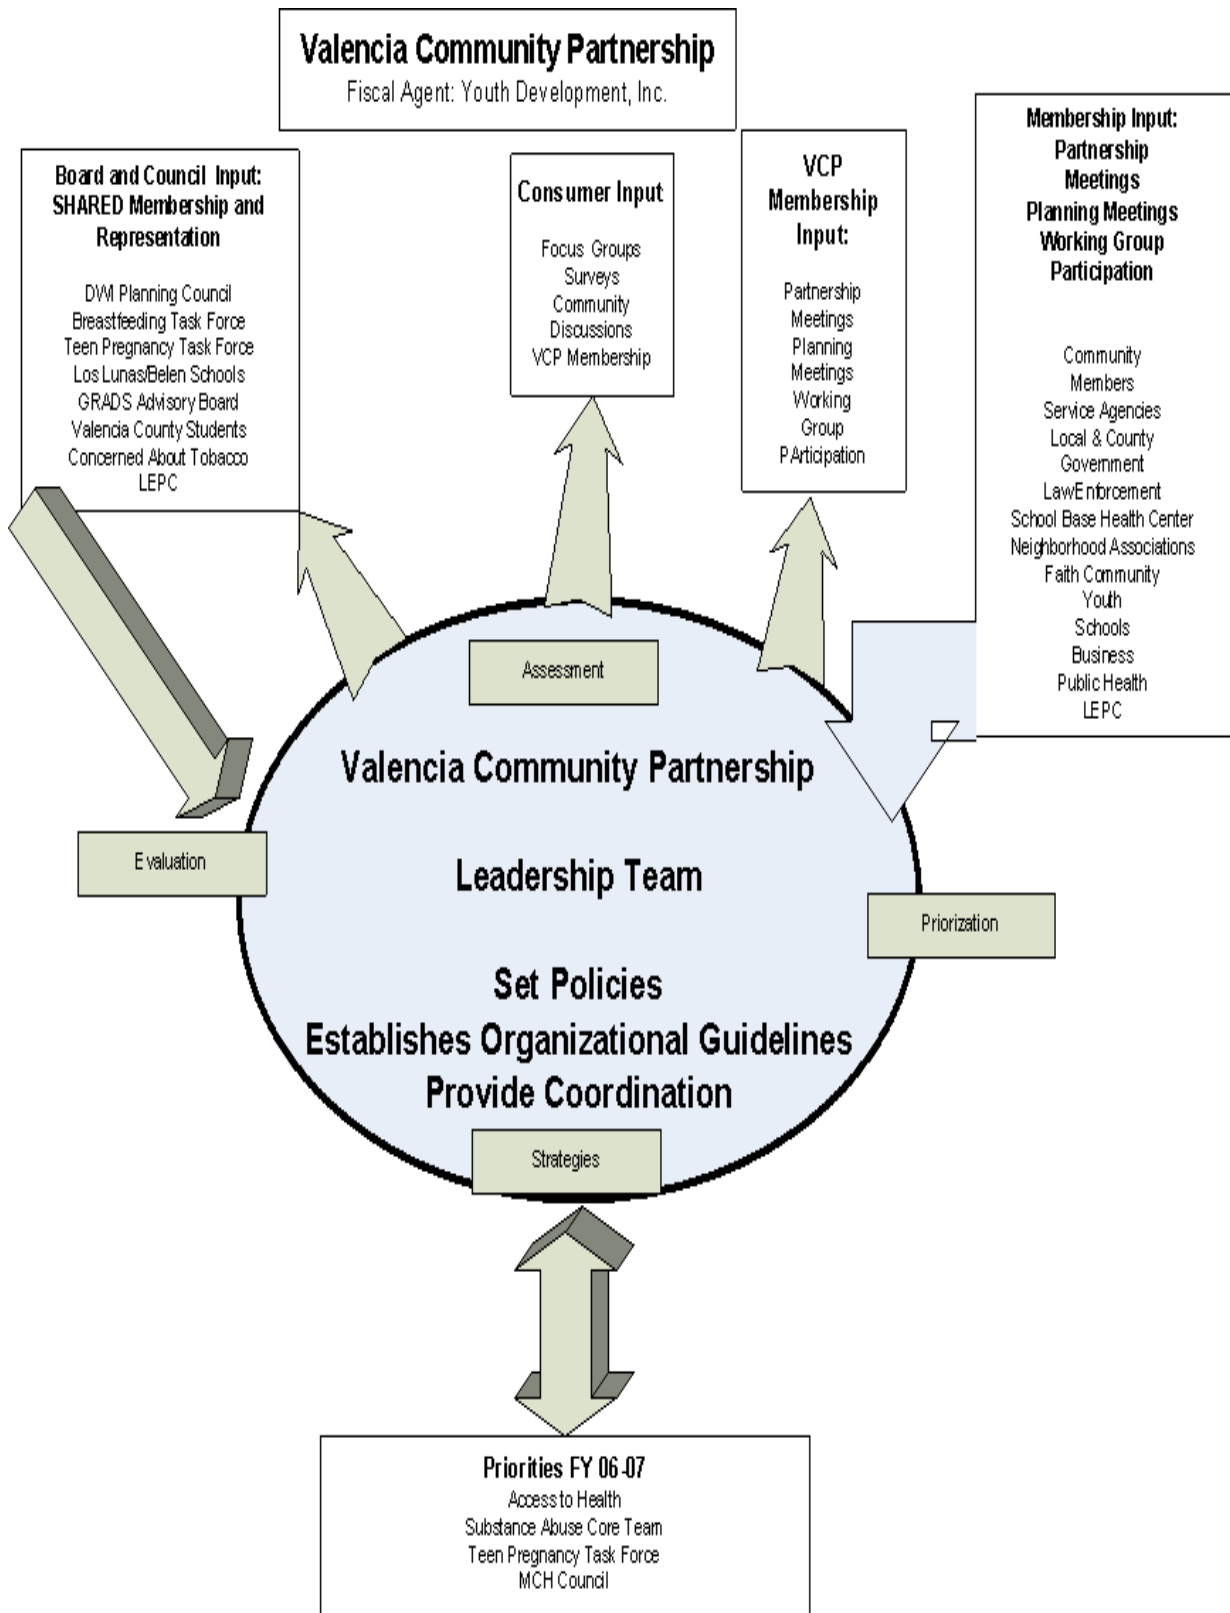 Valencia Community Partnership
Fiscal Agent: Youth Development, Inc.
Board and Council Input:
SHARED Membership and
Representation
DWI Planning Council
Breastfeeding Task Force
Teen Pregnancy Task Force
Los Lunas/Belen Schools
GRADS Advisory Board
Valencia County Students
Concerned About Tobacco
LEPC
Consumer Input
Focus Groups
Surveys
Community
Discussions
VCP Membership
VCP
Membership
Input:
Partnership
Meetings
Planning
Meetings
Working
Group
PArticipation
Membership Input:
Partnership
Meetings
Planning Meetings
Working Group
Participation
Community
Members
Service Agencies
Local & County
Government
LawEnforcement
School Base Health Center
Neighborhood Associations
Faith Community
Youth
Schools
Business
Public Health
LEPC
Assessment
Valencia Community Partnership
Evaluation
Leadership Team
Priorization
Set Policies
Establishes Organizational Guidelines
Provide Coordination
Strategies
Priorities FY 06-07
Access to Health
Substance Abuse Core Team
Teen Pregnancy Task Force
MCH Council